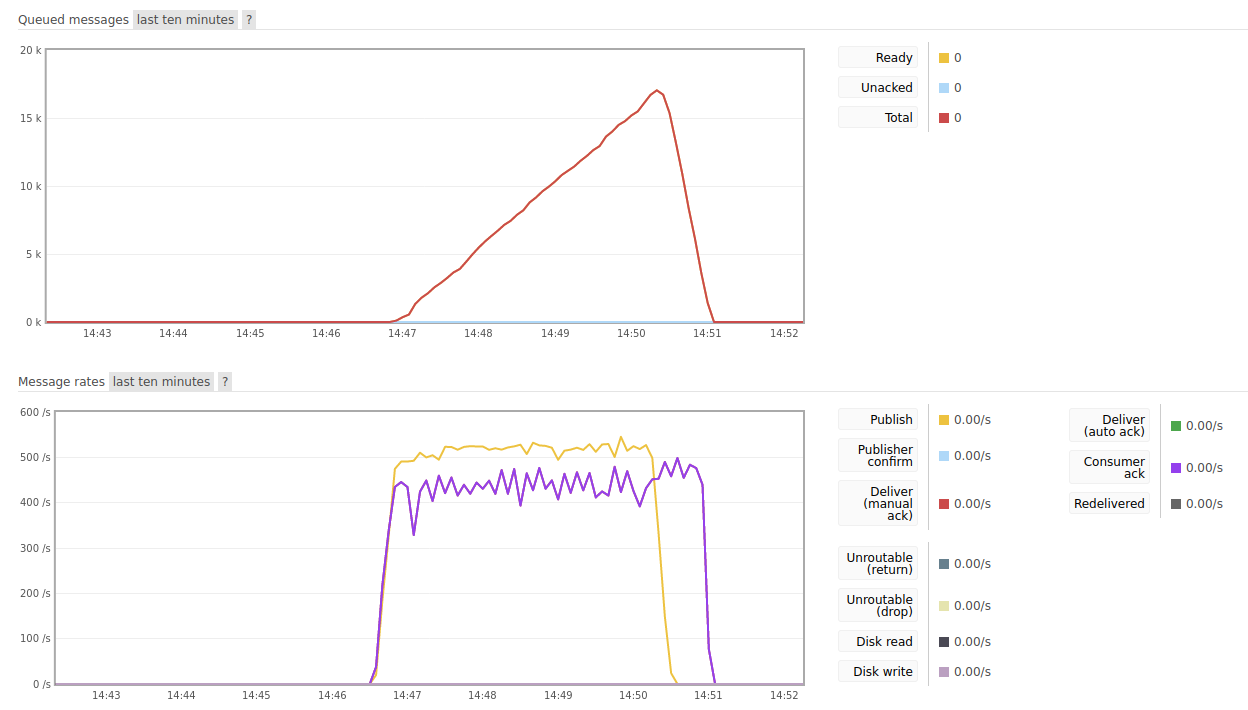 Queued messages last ten minutes ?
20 k
15 k
10 k
5 k
0 k
14:43 14:44 14:45 14:46 14:47 14:48 14:49 14:50 14:51 14:52
Ready 0
Unacked 0
Total 0
Message rates last ten minutes ?
600 /s
500 /s
400 /s
300 /s
200 /s
100 /s
0 /s
14:43 14:44 14:45 14:46 14:47 14:48 14:49 14:50 14:51 14:52
Publish 0.00/s
Publisher
confirm 0.00/s
Deliver
(manual
ack) 0.00/s
Deliver
(auto ack) 0.00/s
Consumer
ack 0.00/s
Redelivered 0.00/s
Unroutable
(return) 0.00/s
Unroutable
(drop) 0.00/s
Disk read 0.00/s
Disk write 0.00/s